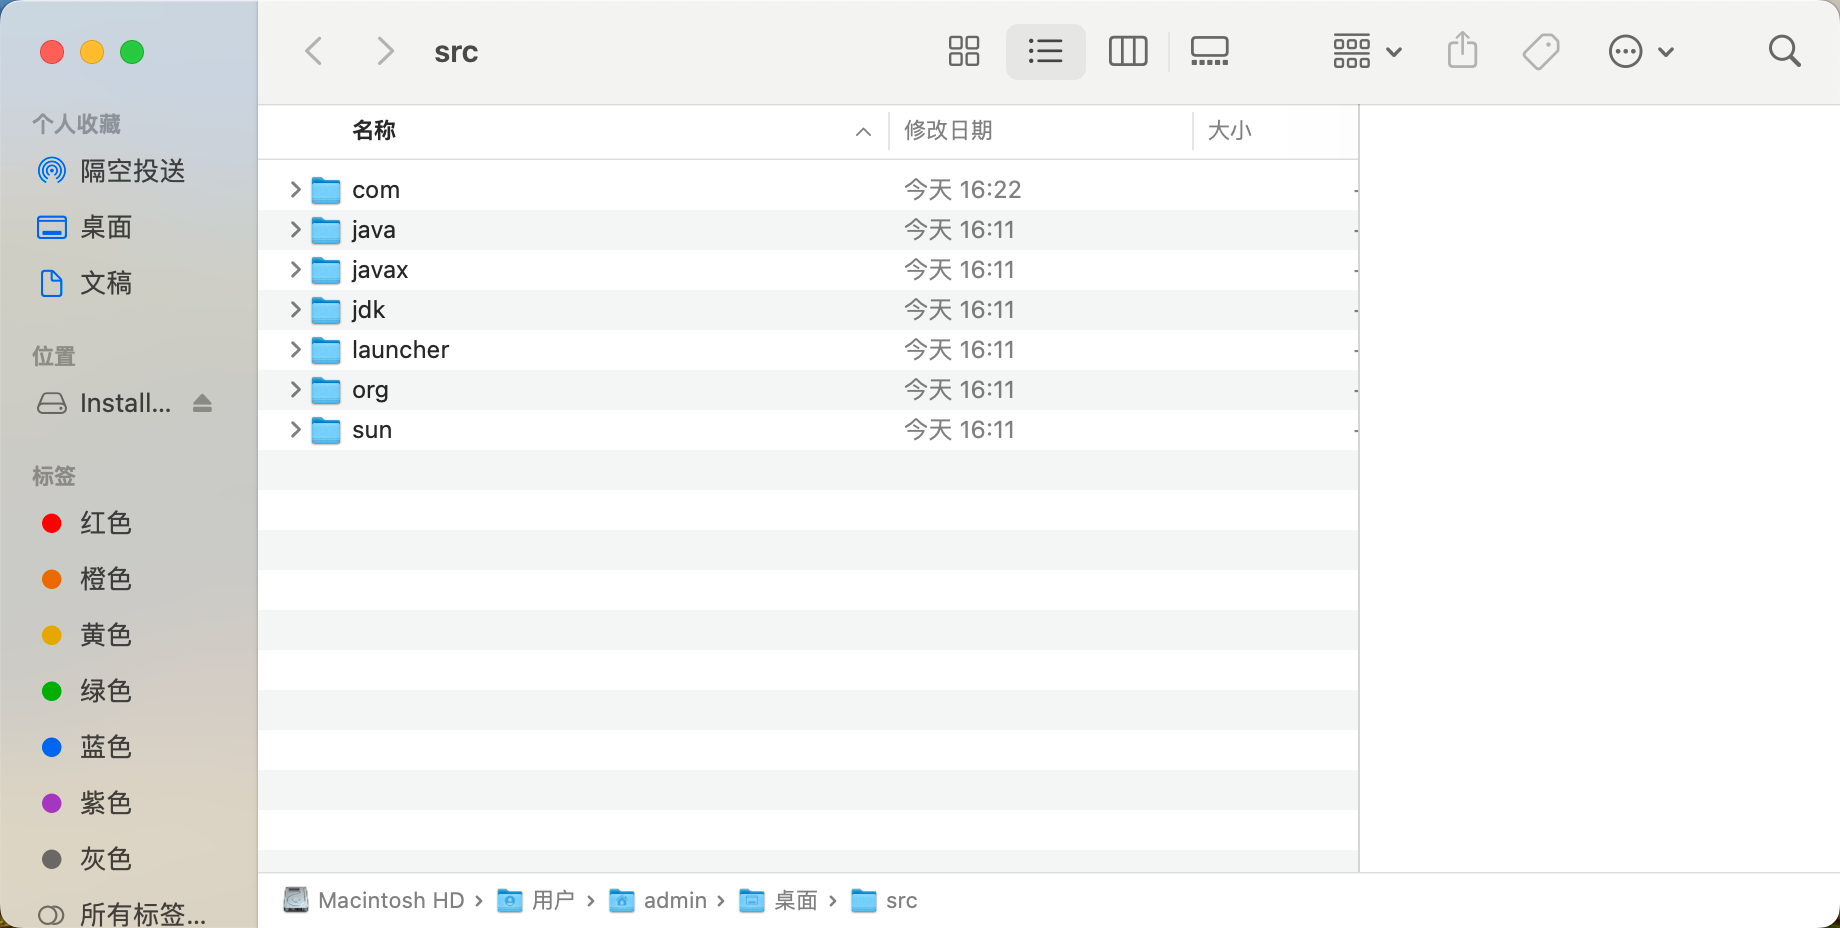 src
个人收藏
隔空投送
桌面
文稿
位置
Install...
标签
红色
橙色
黄色
绿色
蓝色
紫色
灰色
所有标签...
名称 修改日期 大小
com 今天 16:22 -
java 今天 16:11 -
javax 今天 16:11 -
jdk 今天 16:11 -
launcher 今天 16:11 -
org 今天 16:11 -
sun 今天 16:11 -
Macintosh HD › 用户 › admin › 桌面 › src